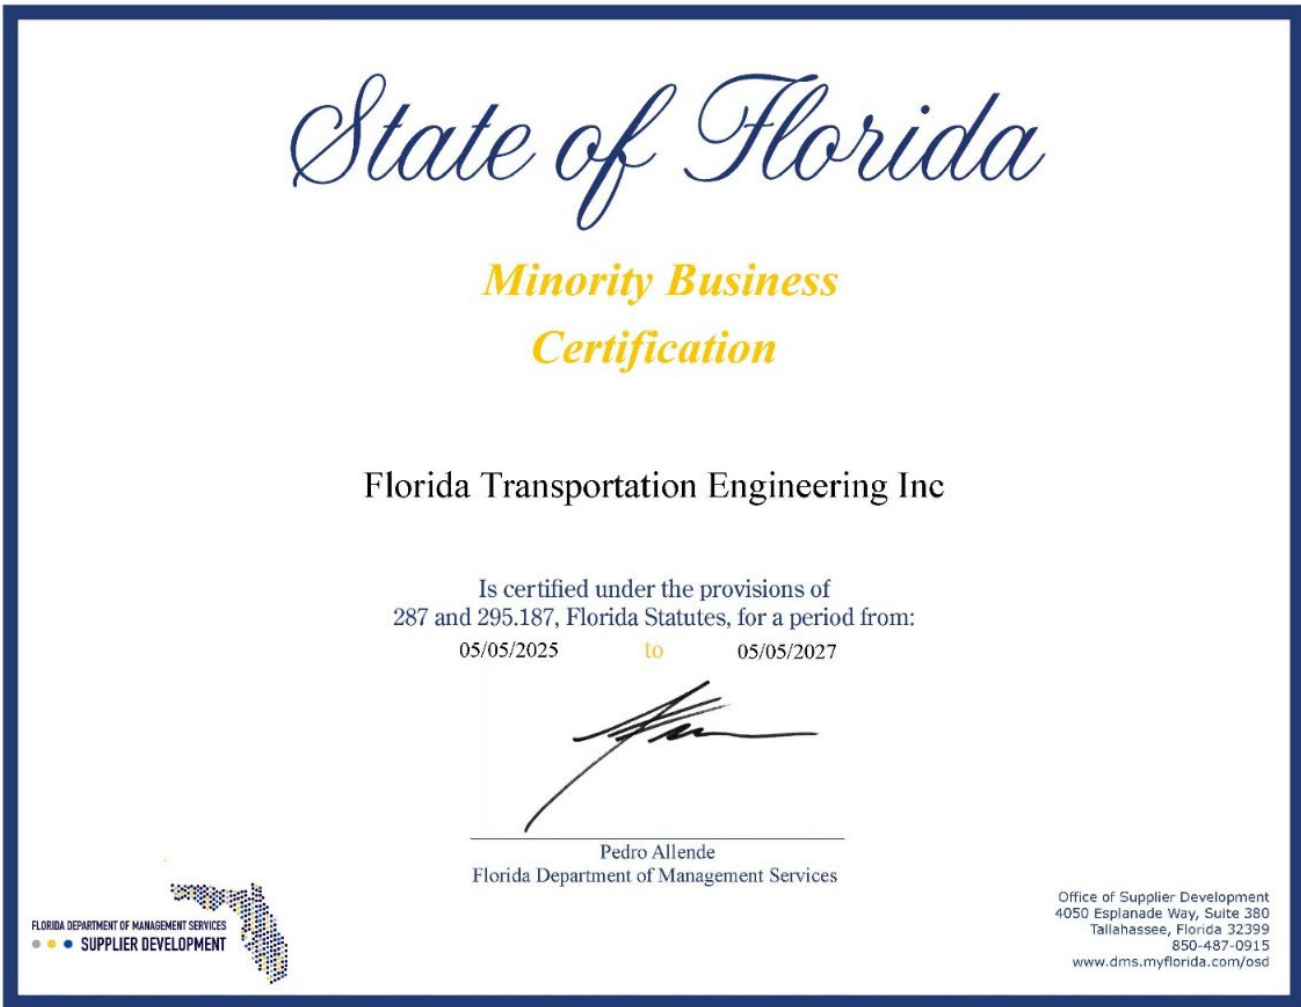 State of Florida
Minority Business
Certification
Florida Transportation Engineering Inc
Is certified under the provisions of
287 and 295.187, Florida Statutes, for a period from:
05/05/2025 to 05/05/2027
Pedro Allende
Florida Department of Management Services
FLORIDA DEPARTMENT OF MANAGEMENT SERVICES
SUPPLIER DEVELOPMENT
Office of Supplier Development
4050 Esplanade Way, Suite 380
Tallahassee, Florida 32399
850-487-0915
www.dms.myflorida.com/osd